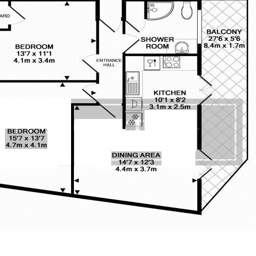 ARD
BEDROOM
13'7 x 11'1
4.1m x 3.4m
ENTRANCE
HALL
SHOWER
ROOM
BALCONY
27'6 x 5'6
8.4m x 1.7m
KITCHEN
10'1 x 8'2
3.1m x 2.5m
BEDROOM
15'7 x 13'7
4.7m x 4.1m
DINING AREA
14'7 x 12'3
4.4m x 3.7m